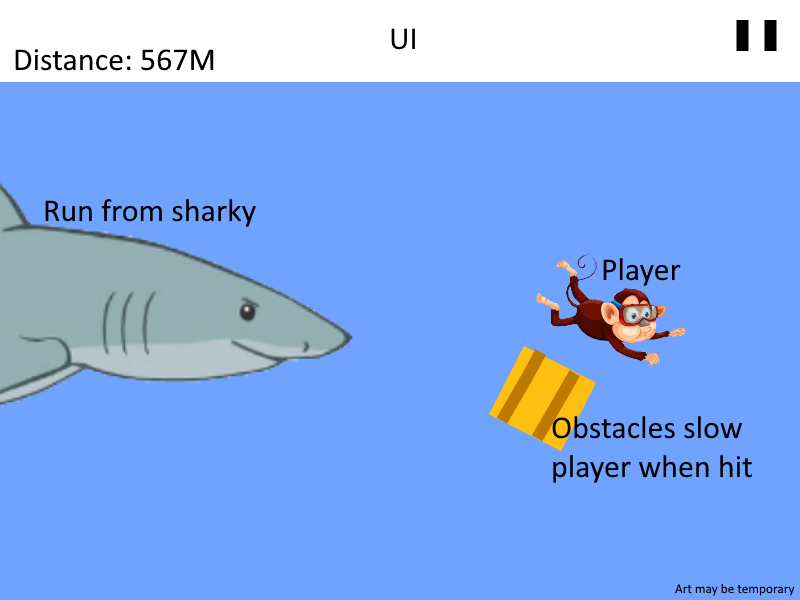 UI
Distance: 567M
Run from sharky
Player
Obstacles slow
player when hit
Art may be temporary